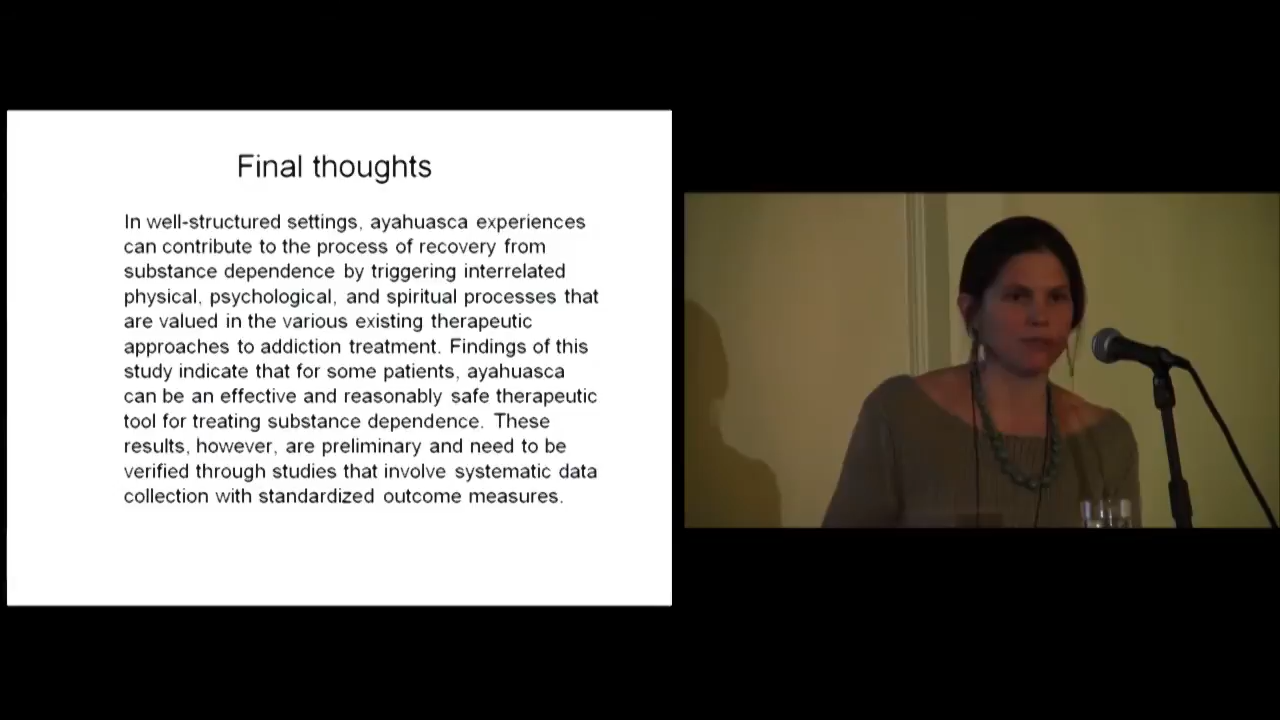 Final thoughts
In well-structured settings, ayahuasca experiences
can contribute to the process of recovery from
substance dependence by triggering interrelated
physical, psychological, and spiritual processes that
are valued in the various existing therapeutic
approaches to addiction treatment. Findings of this
study indicate that for some patients, ayahuasca
can be an effective and reasonably safe therapeutic
tool for treating substance dependence. These
results, however, are preliminary and need to be
verified through studies that involve systematic data
collection with standardized outcome measures.